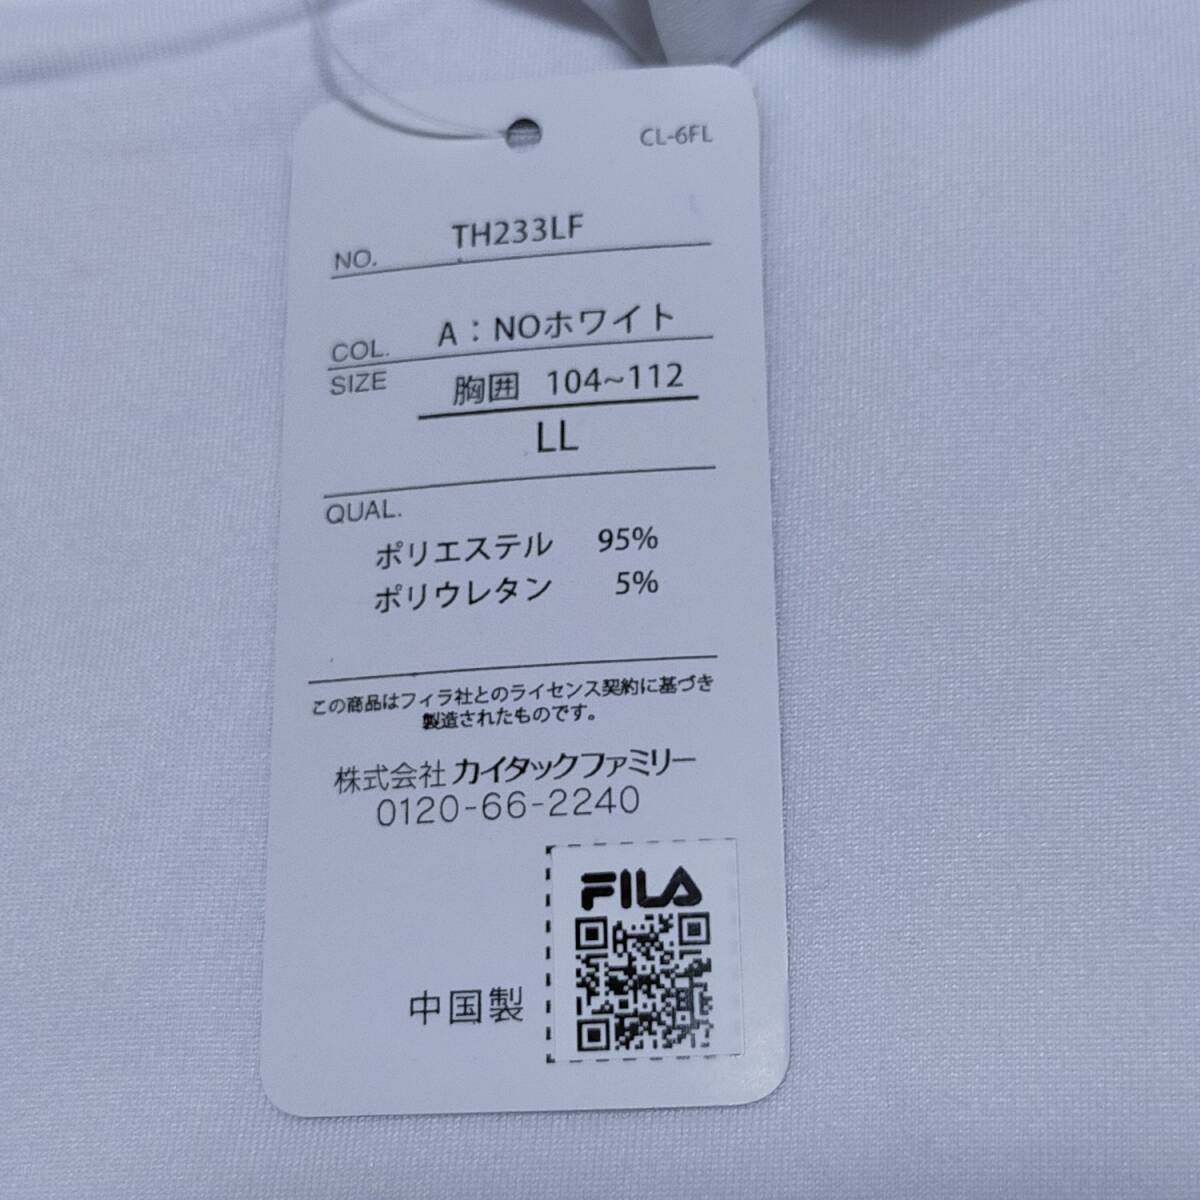 CL-6FL
NO. TH233LF
COL. A：NOホワイト
SIZE 胸囲 104~112
LL
QUAL.
ポリエステル 95%
ポリウレタン 5%
この商品はフィラ社とのライセンス契約に基づき
製造されたものです。
株式会社 カイタックファミリー
0120-66-2240
FILA
中国製